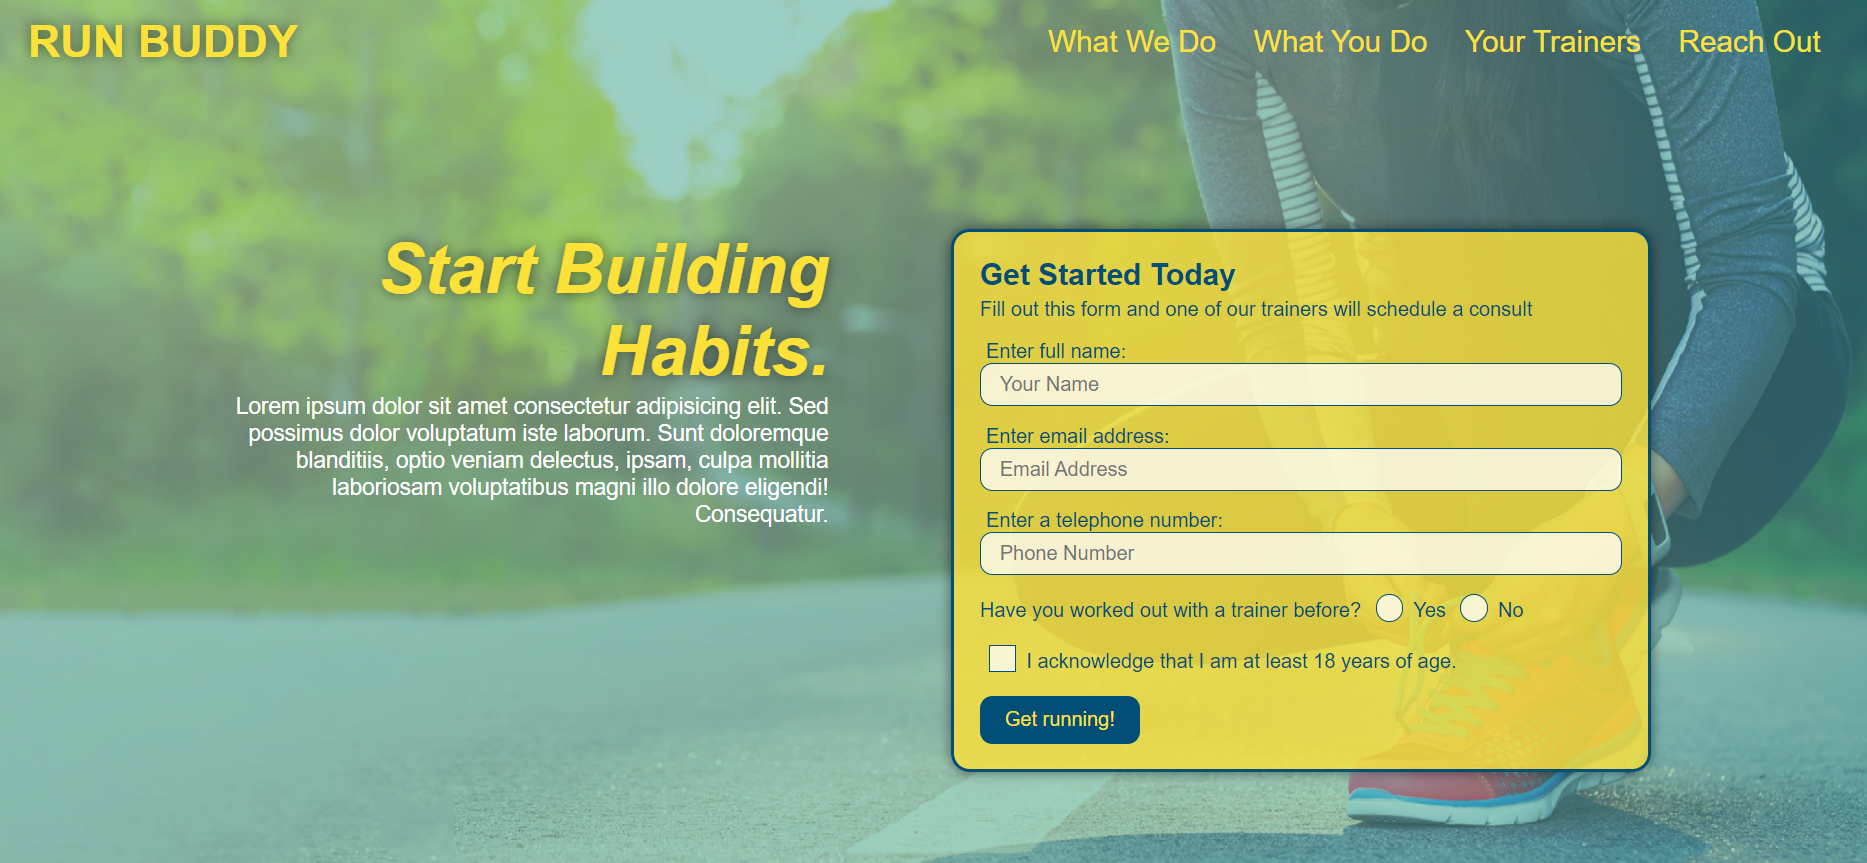 RUN BUDDY
What We Do
What You Do
Your Trainers
Reach Out
Start Building
Habits.
Lorem ipsum dolor sit amet consectetur adipisicing elit. Sed
possimus dolor voluptatum iste laborum. Sunt doloremque
blanditiis, optio veniam delectus, ipsam, culpa mollitia
laboriosam voluptatibus magni illo dolore eligendi!
Consequatur.
Get Started Today
Fill out this form and one of our trainers will schedule a consult
Enter full name:
Your Name
Enter email address:
Email Address
Enter a telephone number:
Phone Number
Have you worked out with a trainer before? Yes No
I acknowledge that I am at least 18 years of age.
Get running!